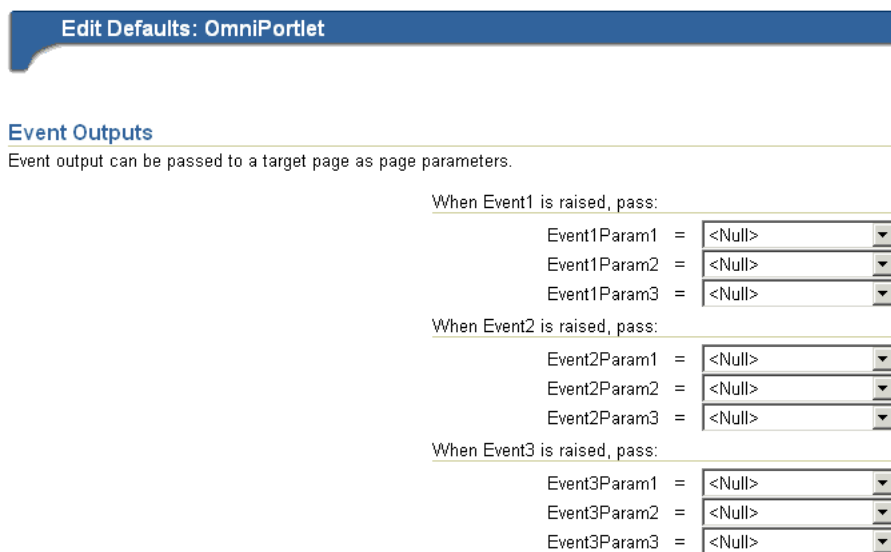 Edit Defaults: OmniPortlet
Event Outputs
Event output can be passed to a target page as page parameters.
When Event1 is raised, pass:
Event1Param1 = <Null>
Event1Param2 = <Null>
Event1Param3 = <Null>
When Event2 is raised, pass:
Event2Param1 = <Null>
Event2Param2 = <Null>
Event2Param3 = <Null>
When Event3 is raised, pass:
Event3Param1 = <Null>
Event3Param2 = <Null>
Event3Param3 = <Null>